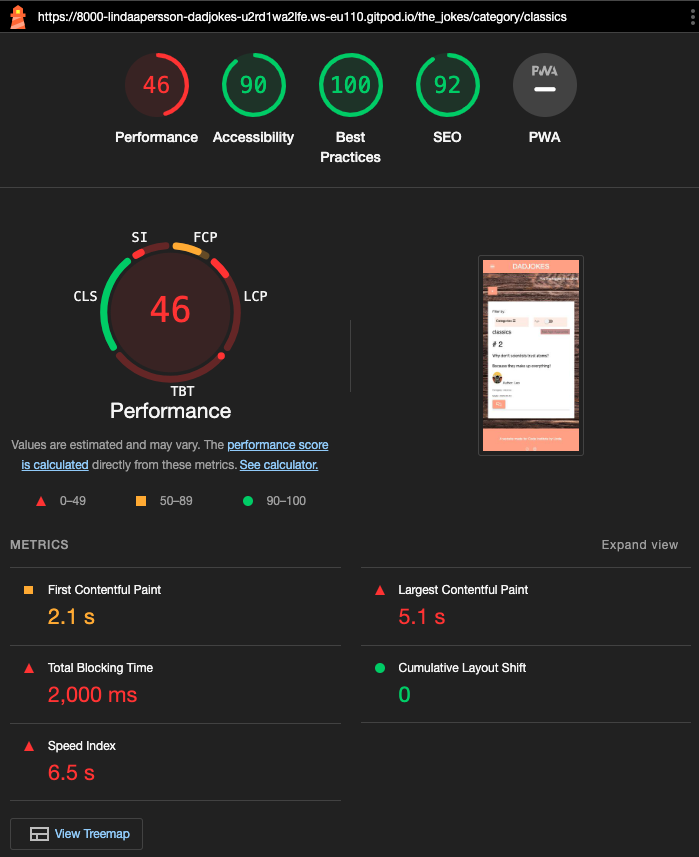 https://8000-lindaapersson-dadjokes-u2rd1wa2lfe.ws-eu110.gitpod.io/the_jokes/category/classics
46
90
100
92
PWA
Performance
Accessibility
Best
Practices
SEO
PWA
SI
FCP
CLS
LCP
46
TBT
Performance
DADJOKES
Filter by:
classics
# 2
Why don't scientists trust atoms?
Because they make up everything!
Values are estimated and may vary. The performance score
is calculated directly from these metrics. See calculator.
0–49
50–89
90–100
METRICS
Expand view
First Contentful Paint
2.1 s
Largest Contentful Paint
5.1 s
Total Blocking Time
2,000 ms
Cumulative Layout Shift
0
Speed Index
6.5 s
View Treemap